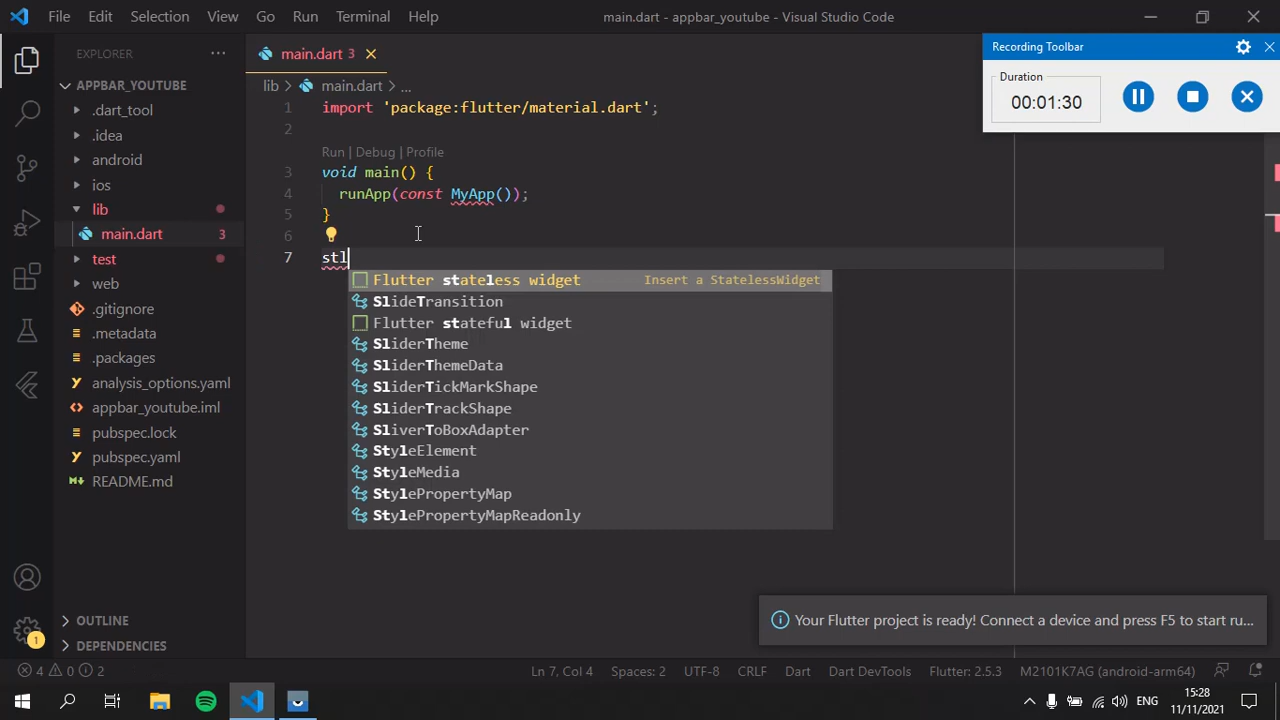 File Edit Selection View Go Run Terminal Help
main.dart - appbar_youtube - Visual Studio Code
EXPLORER
APPBAR_YOUTUBE
.dart_tool
.idea
android
ios
lib
main.dart 3
test
web
.gitignore
.metadata
.packages
analysis_options.yaml
appbar_youtube.iml
pubspec.lock
pubspec.yaml
README.md
OUTLINE
DEPENDENCIES
main.dart 3
lib > main.dart > ...
1 import 'package:flutter/material.dart';
2
Run | Debug | Profile
3 void main() {
4 runApp(const MyApp());
5 }
6
7 stl
Flutter stateless widget Insert a StatelessWidget
SlideTransition
Flutter stateful widget
SliderTheme
SliderThemeData
SliderTickMarkShape
SliderTrackShape
SliverToBoxAdapter
StyleElement
StyleMedia
StylePropertyMap
StylePropertyMapReadonly
Recording Toolbar
Duration
00:01:30
Your Flutter project is ready! Connect a device and press F5 to start ru...
1
4 0 2
Ln 7, Col 4 Spaces: 2 UTF-8 CRLF Dart Dart DevTools Flutter: 2.5.3 M2101K7AG (android-arm64)
ENG
15:28
11/11/2021